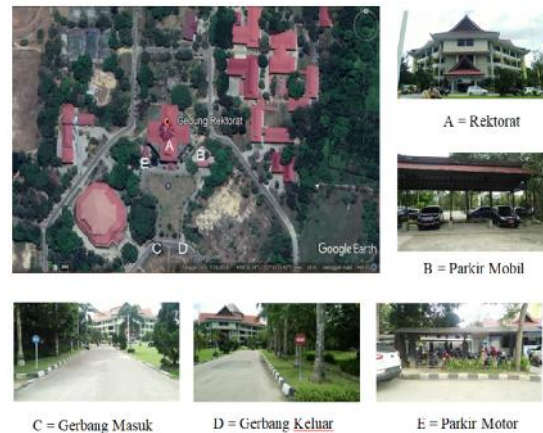 Gedung Rektorat
A
B
E
C D
Google Earth
A = Rektorat
B = Parkir Mobil
C = Gerbang Masuk
D = Gerbang Keluar
E = Parkir Motor